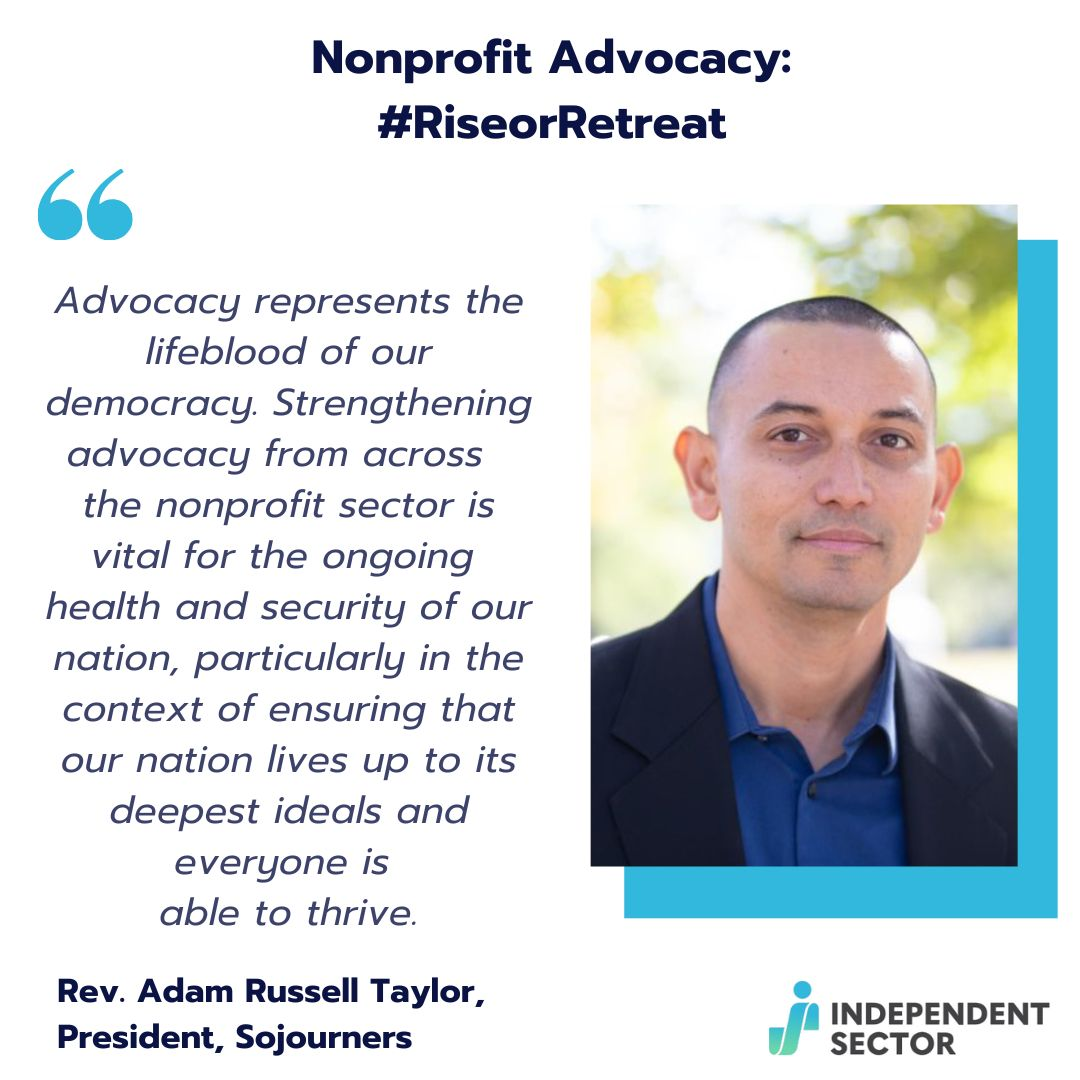 Nonprofit Advocacy:
#RiseorRetreat
Advocacy represents the
lifeblood of our
democracy. Strengthening
advocacy from across
the nonprofit sector is
vital for the ongoing
health and security of our
nation, particularly in the
context of ensuring that
our nation lives up to its
deepest ideals and
everyone is
able to thrive.
Rev. Adam Russell Taylor,
President, Sojourners
INDEPENDENT
SECTOR